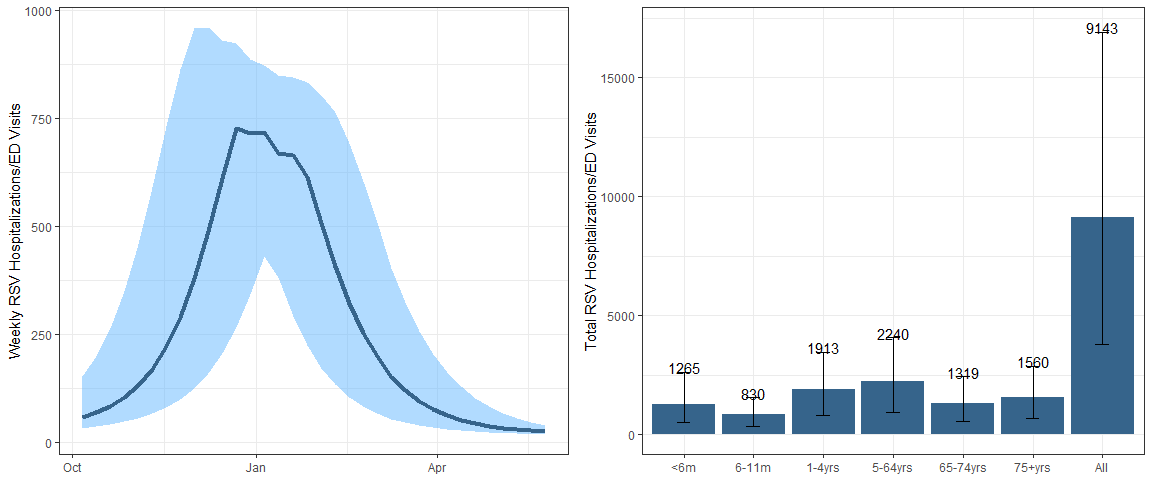 Weekly RSV Hospitalizations/ED Visits
1000
750
500
250
0
Oct
Jan
Apr
Total RSV Hospitalizations/ED Visits
15000
10000
5000
0
1265
830
1913
2240
1319
1560
9143
<6m
6-11m
1-4yrs
5-64yrs
65-74yrs
75+yrs
All